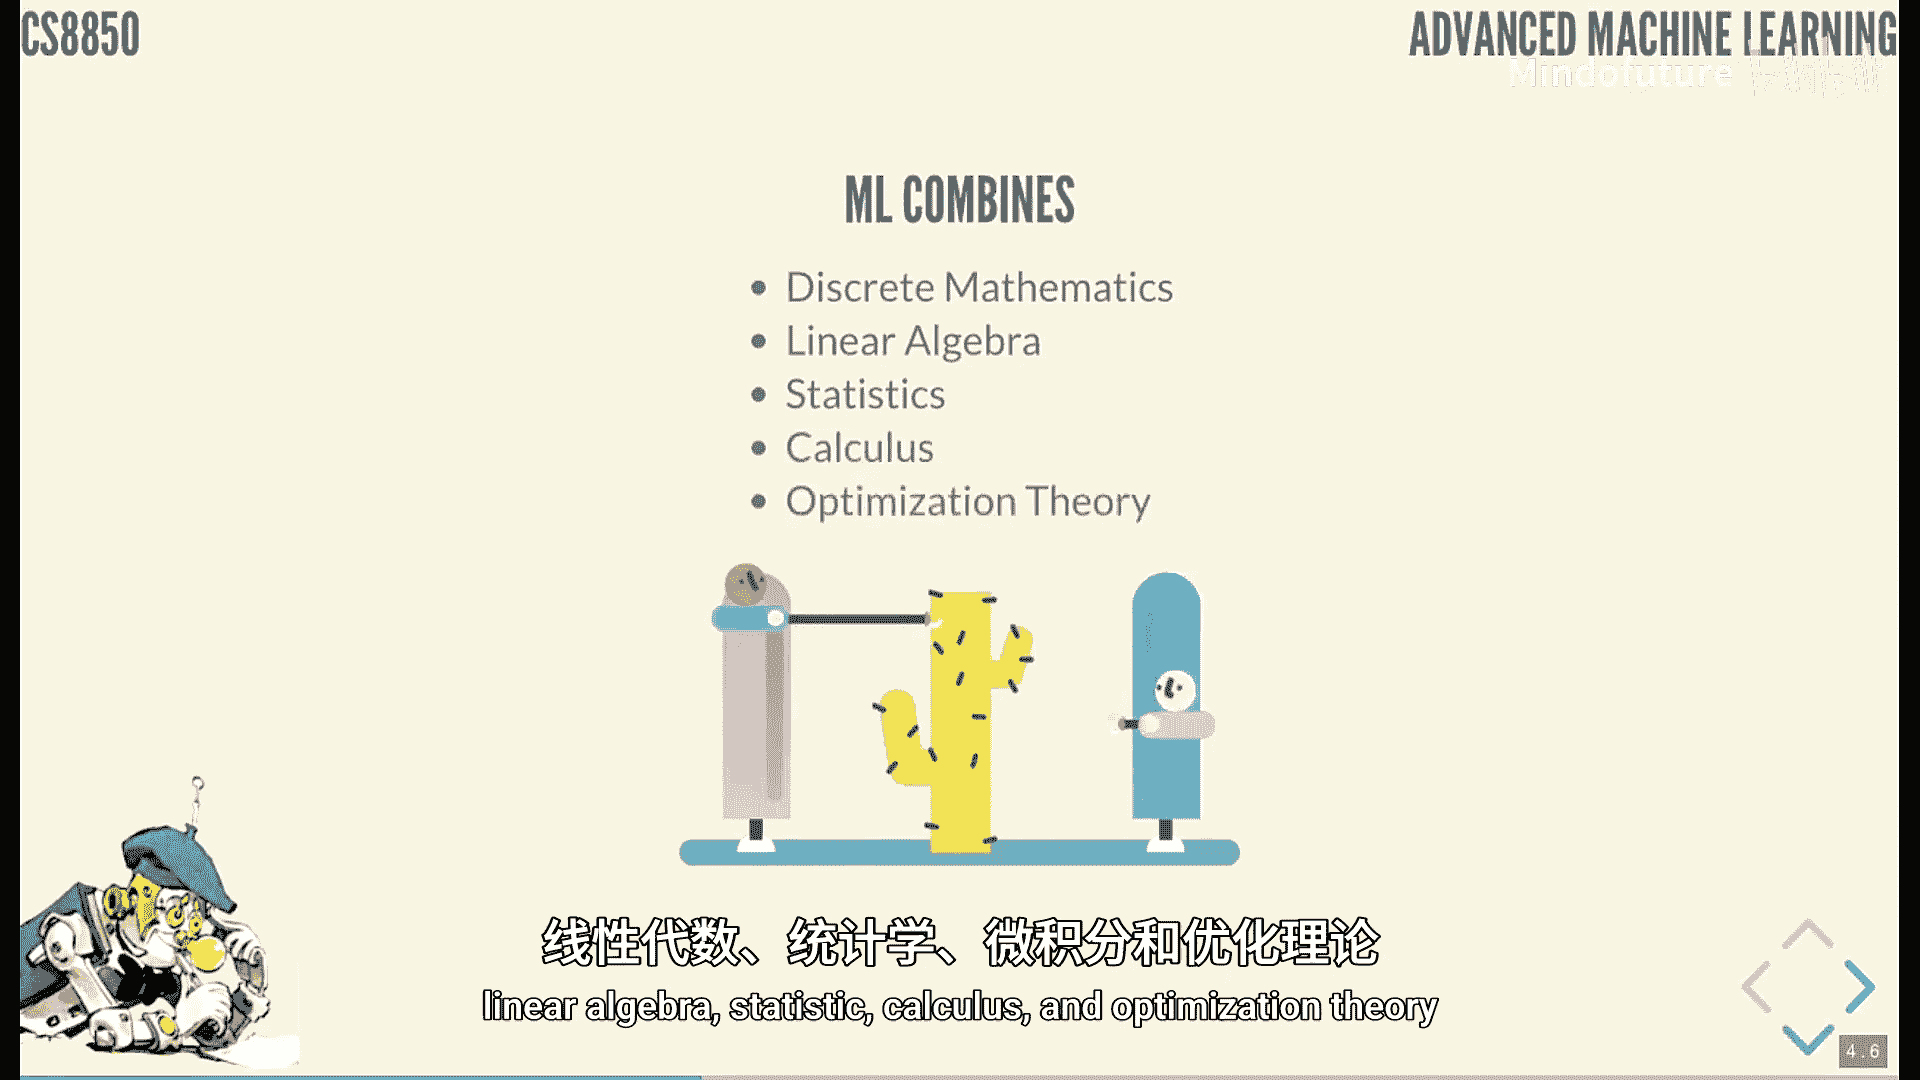 CS8850
ADVANCED MACHINE LEARNING
Mindofuture
ML COMBINES
Discrete Mathematics
Linear Algebra
Statistics
Calculus
Optimization Theory
线性代数、统计学、微积分和优化理论
linear algebra, statistic, calculus, and optimization theory
4.6